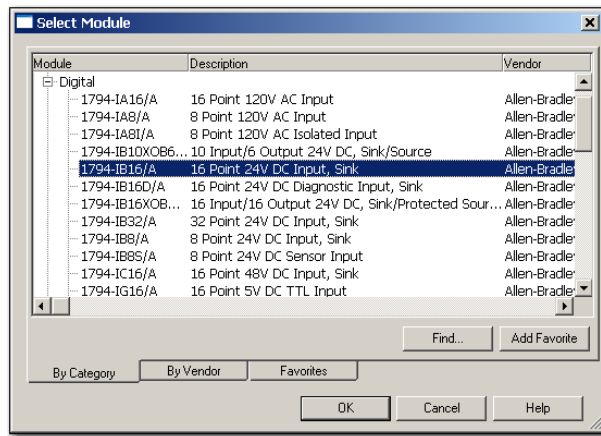 Select Module
Module Description Vendor
Digital
1794-IA16/A 16 Point 120V AC Input Allen-Bradley
1794-IA8/A 8 Point 120V AC Input Allen-Bradley
1794-IA8I/A 8 Point 120V AC Isolated Input Allen-Bradley
1794-IB10XOB6... 10 Input/6 Output 24V DC, Sink/Source Allen-Bradley
1794-IB16/A 16 Point 24V DC Input, Sink Allen-Bradley
1794-IB16D/A 16 Point 24V DC Diagnostic Input, Sink Allen-Bradley
1794-IB16XOB... 16 Input/16 Output 24V DC, Sink/Protected Sour... Allen-Bradley
1794-IB32/A 32 Point 24V DC Input, Sink Allen-Bradley
1794-IB8/A 8 Point 24V DC Input, Sink Allen-Bradley
1794-IB8S/A 8 Point 24V DC Sensor Input Allen-Bradley
1794-IC16/A 16 Point 48V DC Input, Sink Allen-Bradley
1794-IG16/A 16 Point 5V DC TTL Input Allen-Bradley
Find... Add Favorite
By Category By Vendor Favorites
OK Cancel Help